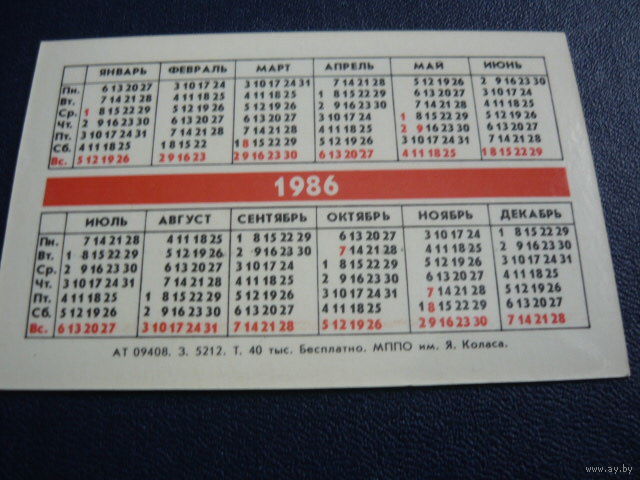 ЯНВАРЬ ФЕВРАЛЬ МАРТ АПРЕЛЬ МАЙ ИЮНЬ
Пн. 6 13 20 27 3 10 17 24 3 10 17 24 31 7 14 21 28 5 12 19 26 2 9 16 23 30
Вт. 7 14 21 28 4 11 18 25 4 11 18 25 1 8 15 22 29 6 13 20 27 3 10 17 24
Ср. 1 8 15 22 29 5 12 19 26 5 12 19 26 2 9 16 23 30 7 14 21 28 4 11 18 25
Чт. 2 9 16 23 30 6 13 20 27 6 13 20 27 3 10 17 24 1 8 15 22 29 5 12 19 26
Пт. 3 10 17 24 31 7 14 21 28 7 14 21 28 4 11 18 25 2 9 16 23 30 6 13 20 27
Сб. 4 11 18 25 1 8 15 22 1 8 15 22 29 5 12 19 26 3 10 17 24 31 7 14 21 28
Вс. 5 12 19 26 2 9 16 23 2 9 16 23 30 6 13 20 27 4 11 18 25 1 8 15 22 29
1986
ИЮЛЬ АВГУСТ СЕНТЯБРЬ ОКТЯБРЬ НОЯБРЬ ДЕКАБРЬ
Пн. 7 14 21 28 4 11 18 25 1 8 15 22 29 6 13 20 27 3 10 17 24 1 8 15 22 29
Вт. 1 8 15 22 29 5 12 19 26 2 9 16 23 30 7 14 21 28 4 11 18 25 2 9 16 23 30
Ср. 2 9 16 23 30 6 13 20 27 3 10 17 24 1 8 15 22 29 5 12 19 26 3 10 17 24 31
Чт. 3 10 17 24 31 7 14 21 28 4 11 18 25 2 9 16 23 30 6 13 20 27 4 11 18 25
Пт. 4 11 18 25 1 8 15 22 29 5 12 19 26 3 10 17 24 31 7 14 21 28 5 12 19 26
Сб. 5 12 19 26 2 9 16 23 30 6 13 20 27 4 11 18 25 1 8 15 22 29 6 13 20 27
Вс. 6 13 20 27 3 10 17 24 31 7 14 21 28 5 12 19 26 2 9 16 23 30 7 14 21 28
АТ 09408. З. 5212. Т. 40 тыс. Бесплатно. МППО им. Я. Коласа.
www.ay.by